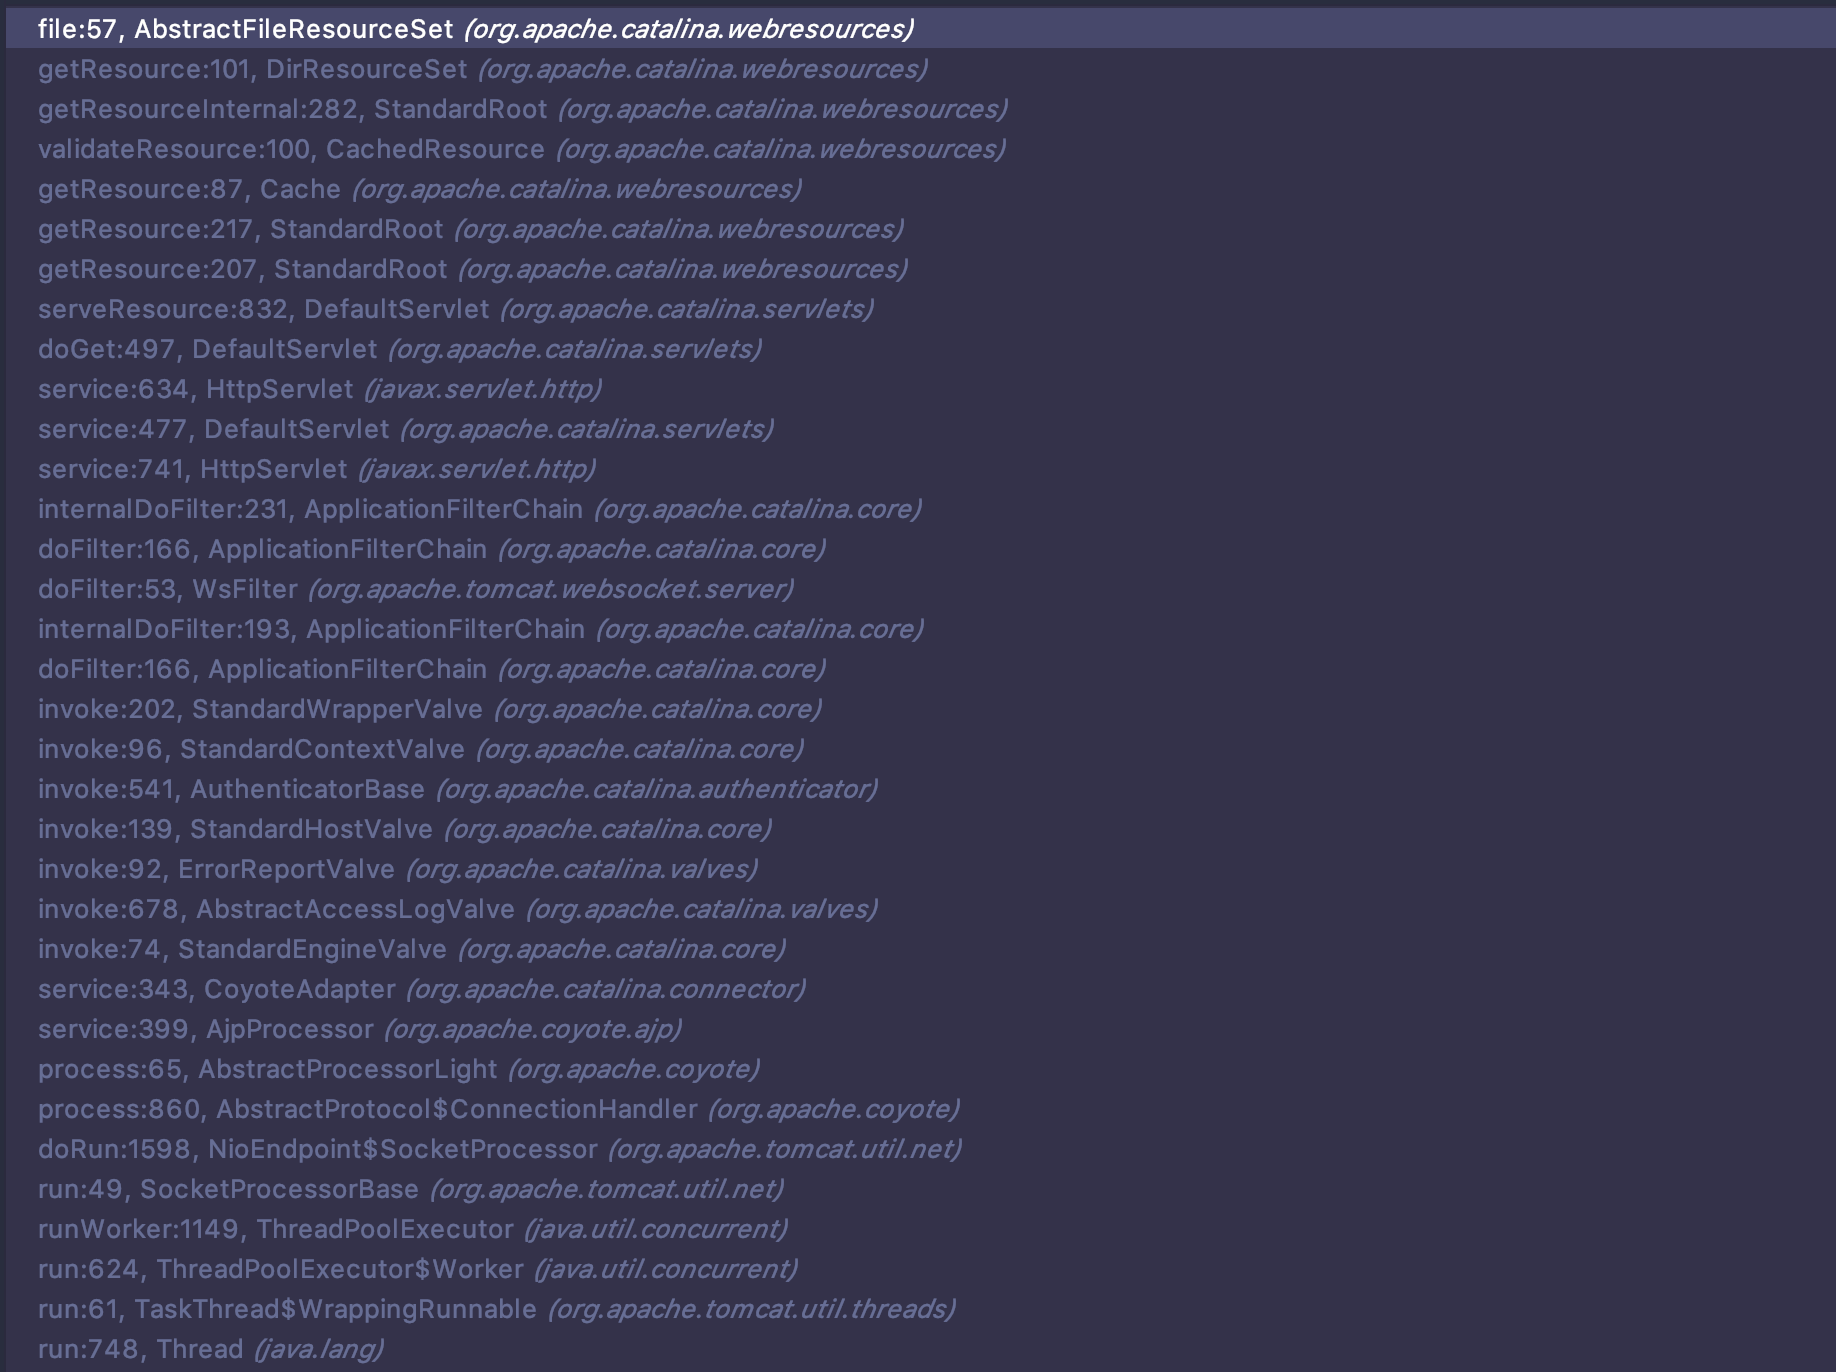 file:57, AbstractFileResourceSet (org.apache.catalina.webresources)
getResource:101, DirResourceSet (org.apache.catalina.webresources)
getResourceInternal:282, StandardRoot (org.apache.catalina.webresources)
validateResource:100, CachedResource (org.apache.catalina.webresources)
getResource:87, Cache (org.apache.catalina.webresources)
getResource:217, StandardRoot (org.apache.catalina.webresources)
getResource:207, StandardRoot (org.apache.catalina.webresources)
serveResource:832, DefaultServlet (org.apache.catalina.servlets)
doGet:497, DefaultServlet (org.apache.catalina.servlets)
service:634, HttpServlet (javax.servlet.http)
service:477, DefaultServlet (org.apache.catalina.servlets)
service:741, HttpServlet (javax.servlet.http)
internalDoFilter:231, ApplicationFilterChain (org.apache.catalina.core)
doFilter:166, ApplicationFilterChain (org.apache.catalina.core)
doFilter:53, WsFilter (org.apache.tomcat.websocket.server)
internalDoFilter:193, ApplicationFilterChain (org.apache.catalina.core)
doFilter:166, ApplicationFilterChain (org.apache.catalina.core)
invoke:202, StandardWrapperValve (org.apache.catalina.core)
invoke:96, StandardContextValve (org.apache.catalina.core)
invoke:541, AuthenticatorBase (org.apache.catalina.authenticator)
invoke:139, StandardHostValve (org.apache.catalina.core)
invoke:92, ErrorReportValve (org.apache.catalina.valves)
invoke:678, AbstractAccessLogValve (org.apache.catalina.valves)
invoke:74, StandardEngineValve (org.apache.catalina.core)
service:343, CoyoteAdapter (org.apache.catalina.connector)
service:399, AjpProcessor (org.apache.coyote.ajp)
process:65, AbstractProcessorLight (org.apache.coyote)
process:860, AbstractProtocol$ConnectionHandler (org.apache.coyote)
doRun:1598, NioEndpoint$SocketProcessor (org.apache.tomcat.util.net)
run:49, SocketProcessorBase (org.apache.tomcat.util.net)
runWorker:1149, ThreadPoolExecutor (java.util.concurrent)
run:624, ThreadPoolExecutor$Worker (java.util.concurrent)
run:61, TaskThread$WrappingRunnable (org.apache.tomcat.util.threads)
run:748, Thread (java.lang)